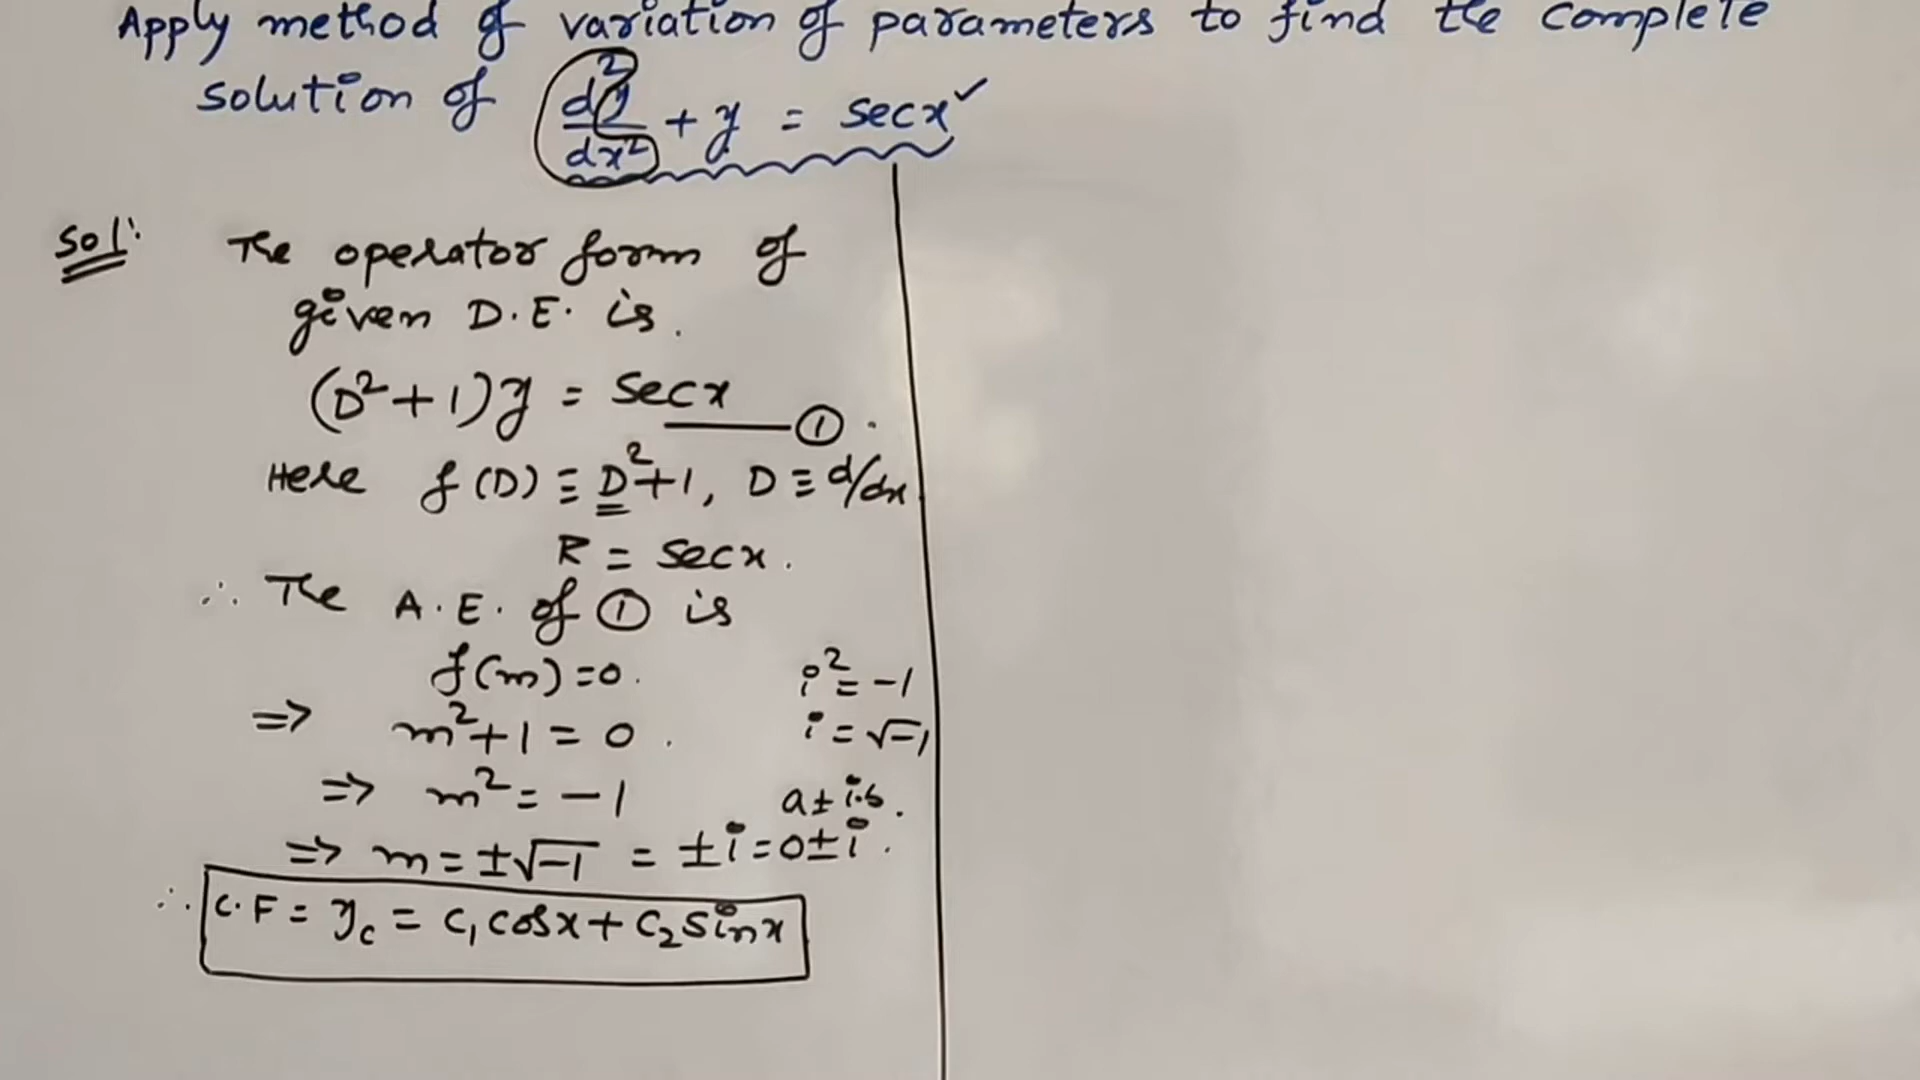 Apply method of variation of parameters to find the complete
solution of d²y/dx² + y = secx ✓
Sol:
The operator form of
given D.E. is.
(D²+1)y = secx —— ①.
Here f(D) ≡ D²+1, D ≡ d/dx
R = secx.
∴ The A.E. of ① is
f(m)=0.
i² = -1
⇒ m²+1 = 0.
i = √-1
⇒ m² = -1
a ± ib.
⇒ m = ±√-1 = ±i = 0±i.
∴ C.F = y_c = C₁cosx + C₂sinx